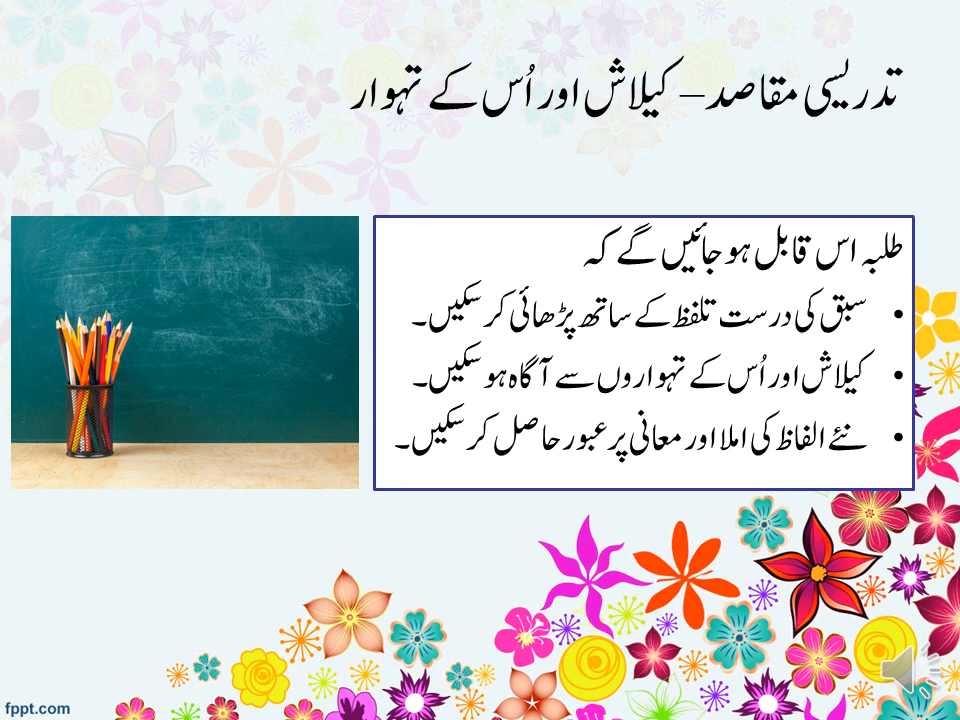 تدریسی مقاصد – کیلاش اور اُس کے تہوار
طلبہ اس قابل ہو جائیں گے کہ
• سبق کی درست تلفظ کے ساتھ پڑھائی کر سکیں۔
• کیلاش اور اُس کے تہواروں سے آگاہ ہو سکیں۔
• نئے الفاظ کی املا اور معانی پر عبور حاصل کر سکیں۔
fppt.com